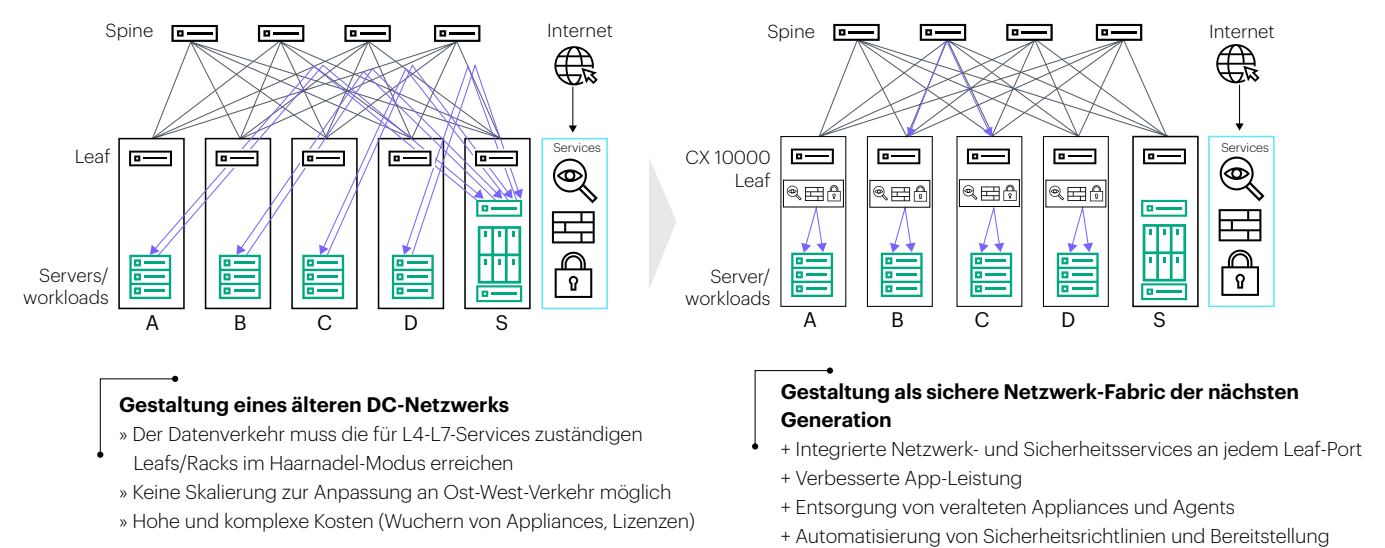 Spine
Internet
Leaf
Services
Servers/
workloads
A
B
C
D
S
Gestaltung eines älteren DC-Netzwerks
» Der Datenverkehr muss die für L4-L7-Services zuständigen
Leafs/Racks im Haarnadel-Modus erreichen
» Keine Skalierung zur Anpassung an Ost-West-Verkehr möglich
» Hohe und komplexe Kosten (Wuchern von Appliances, Lizenzen)
Spine
Internet
CX 10000
Leaf
Services
Server/
workloads
A
B
C
D
S
Gestaltung als sichere Netzwerk-Fabric der nächsten
Generation
+ Integrierte Netzwerk- und Sicherheitsservices an jedem Leaf-Port
+ Verbesserte App-Leistung
+ Entsorgung von veralteten Appliances und Agents
+ Automatisierung von Sicherheitsrichtlinien und Bereitstellung